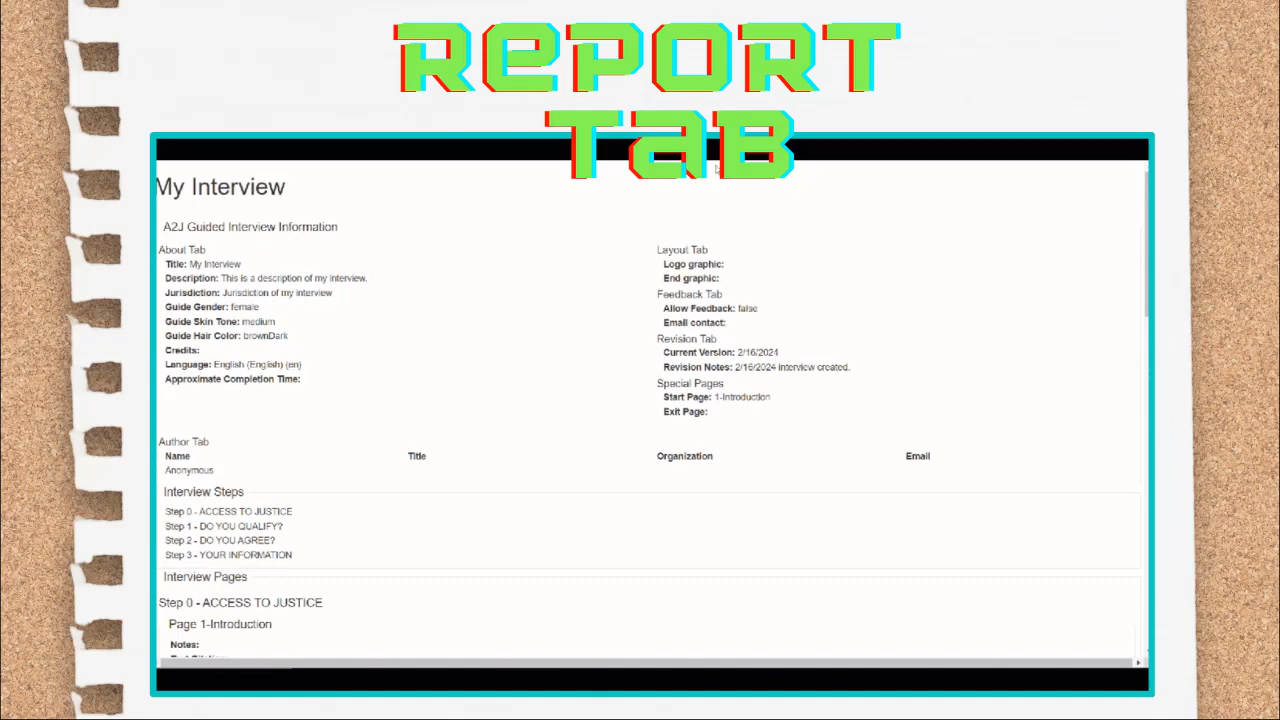 REPORT
TAB
My Interview
A2J Guided Interview Information
About Tab
Title: My Interview
Description: This is a description of my interview.
Jurisdiction: Jurisdiction of my interview
Guide Gender: female
Guide Skin Tone: medium
Guide Hair Color: brownDark
Credits:
Language: English (English) (en)
Approximate Completion Time:
Layout Tab
Logo graphic:
End graphic:
Feedback Tab
Allow Feedback: false
Email contact:
Revision Tab
Current Version: 2/16/2024
Revision Notes: 2/16/2024 interview created.
Special Pages
Start Page: 1-Introduction
Exit Page:
Author Tab
Name Title Organization Email
Anonymous
Interview Steps
Step 0 - ACCESS TO JUSTICE
Step 1 - DO YOU QUALIFY?
Step 2 - DO YOU AGREE?
Step 3 - YOUR INFORMATION
Interview Pages
Step 0 - ACCESS TO JUSTICE
Page 1-Introduction
Notes: